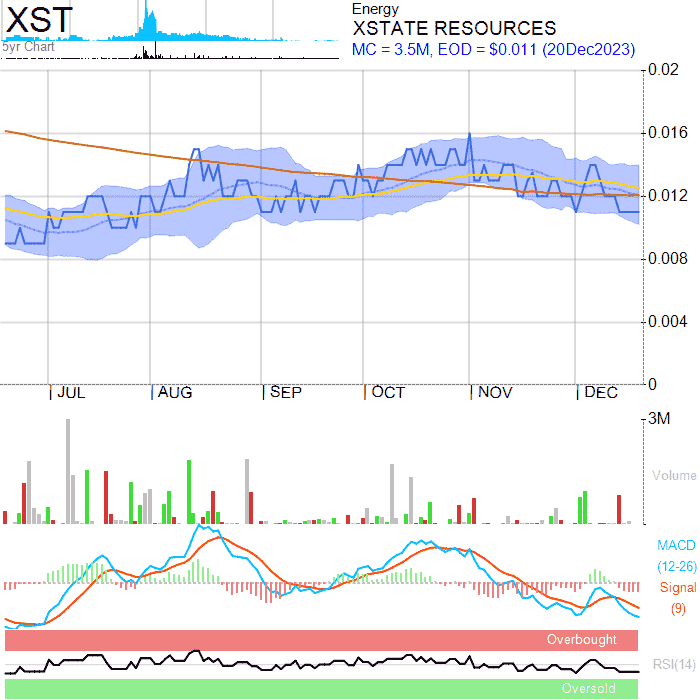 XST
5yr Chart
Energy
XSTATE RESOURCES
MC = 3.5M, EOD = $0.011 (20Dec2023)
0.02
0.016
0.012
0.008
0.004
0
JUL AUG SEP OCT NOV DEC
3M
Volume
MACD
(12-26)
Signal
(9)
Overbought
RSI(14)
Oversold